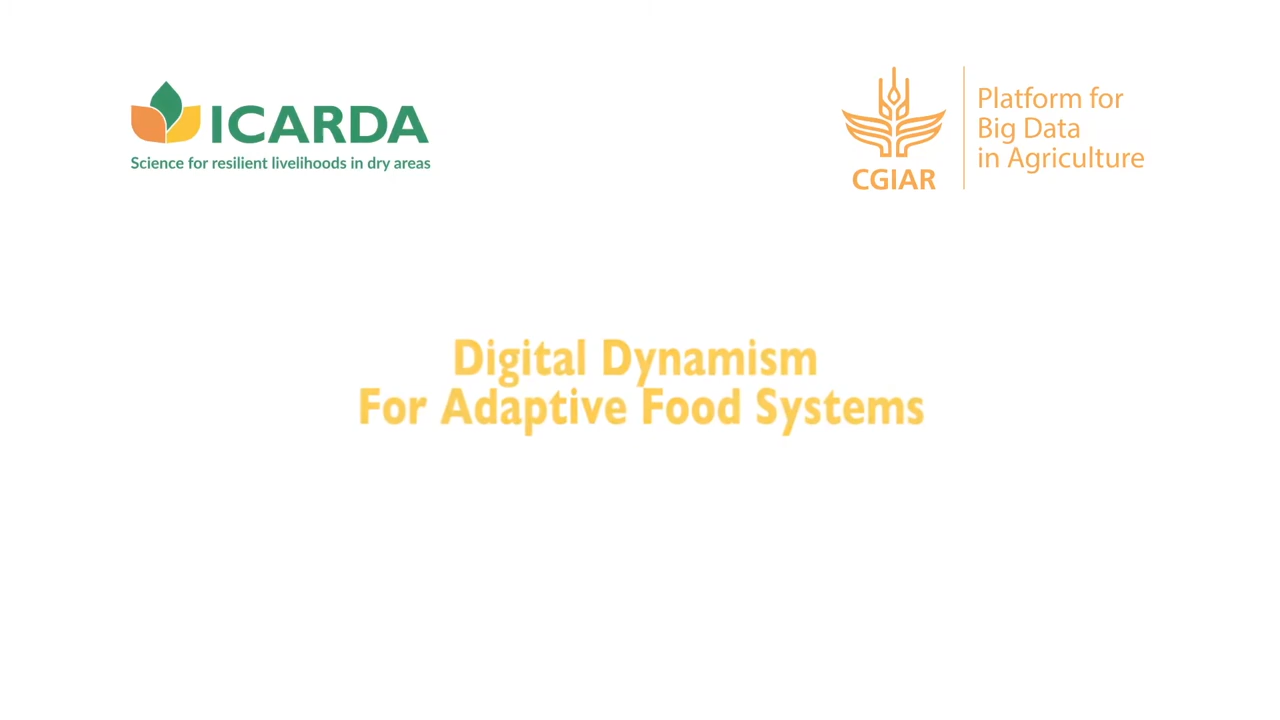 ICARDA
Science for resilient livelihoods in dry areas
CGIAR
Platform for
Big Data
in Agriculture
Digital Dynamism
For Adaptive Food Systems